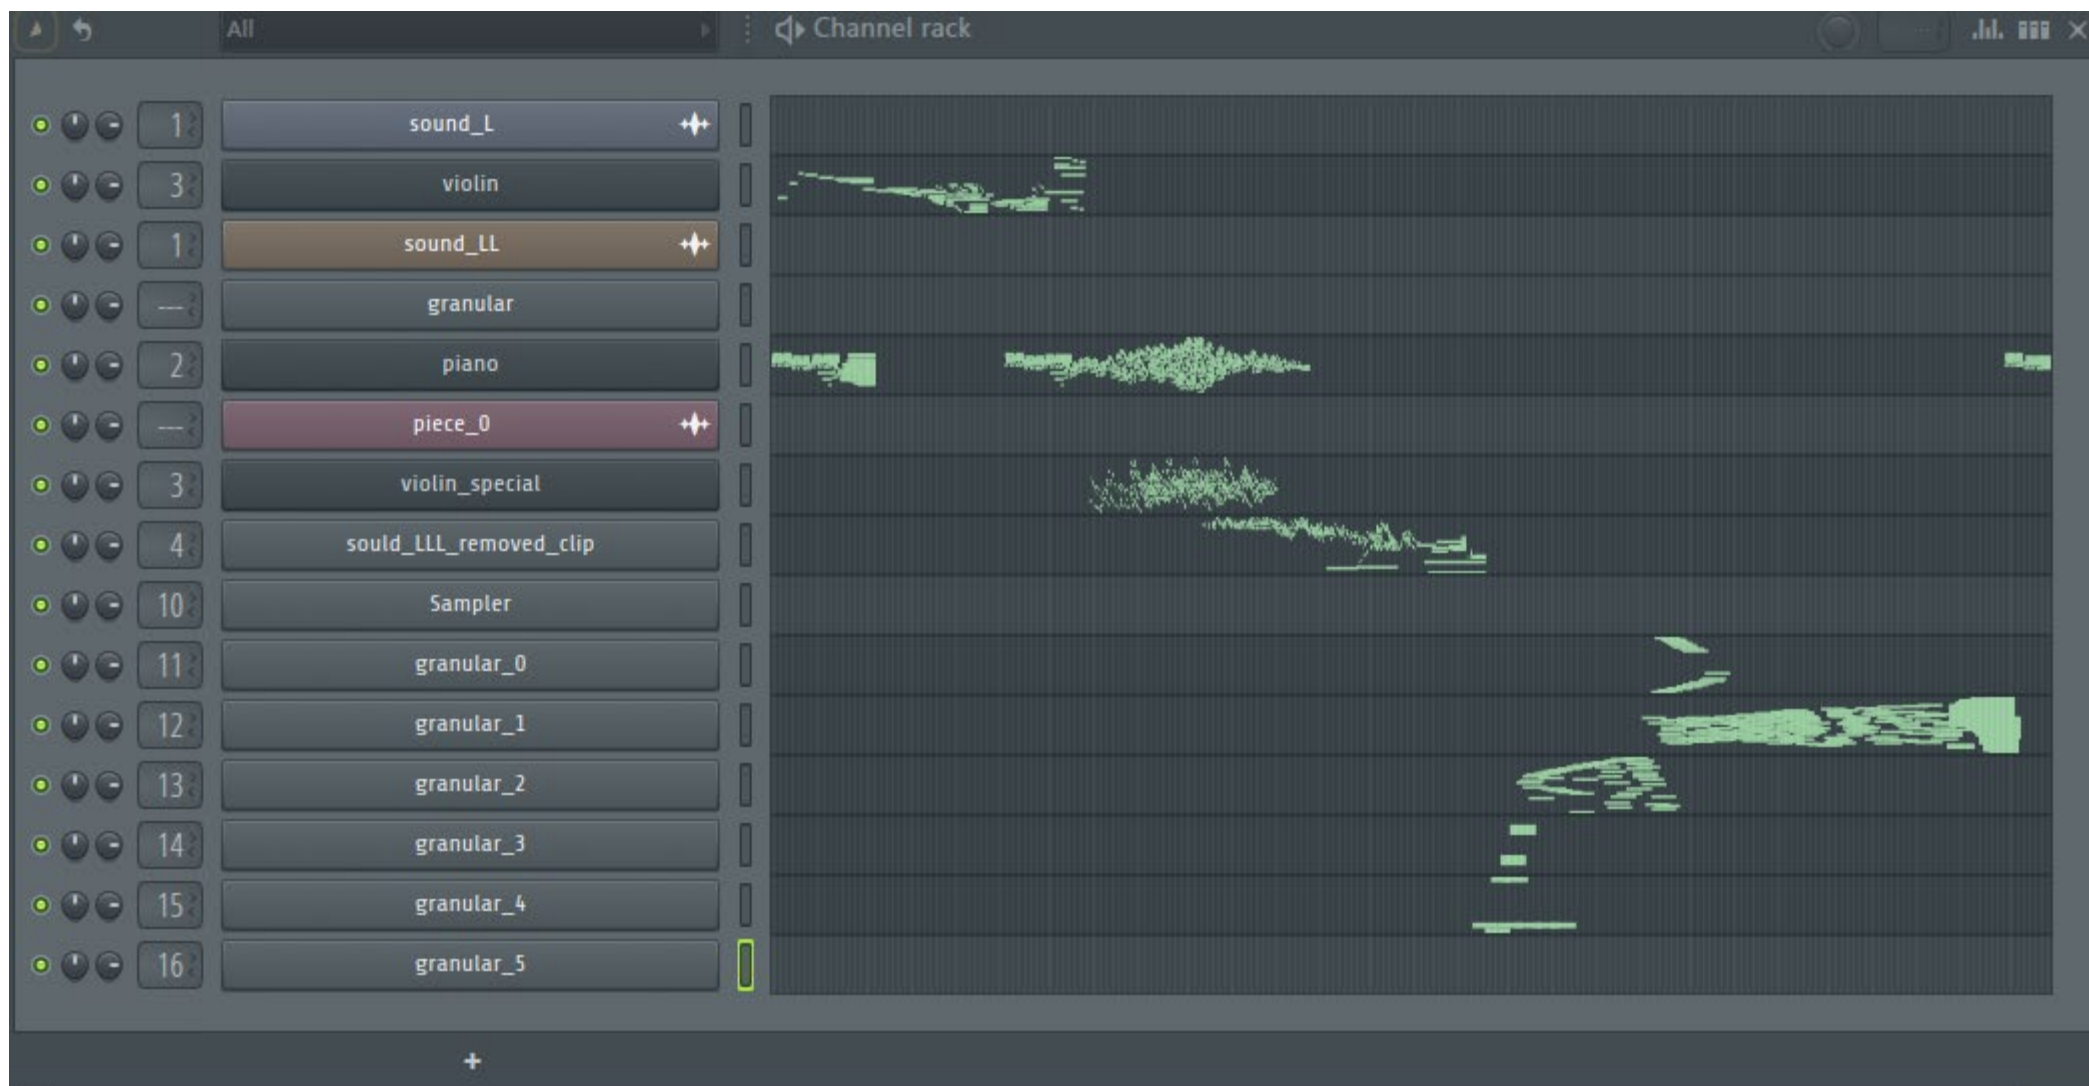 All Channel rack
1 sound_L
3 violin
1 sound_LL
--- granular
2 piano
--- piece_0
3 violin_special
4 sould_LLL_removed_clip
10 Sampler
11 granular_0
12 granular_1
13 granular_2
14 granular_3
15 granular_4
16 granular_5
+